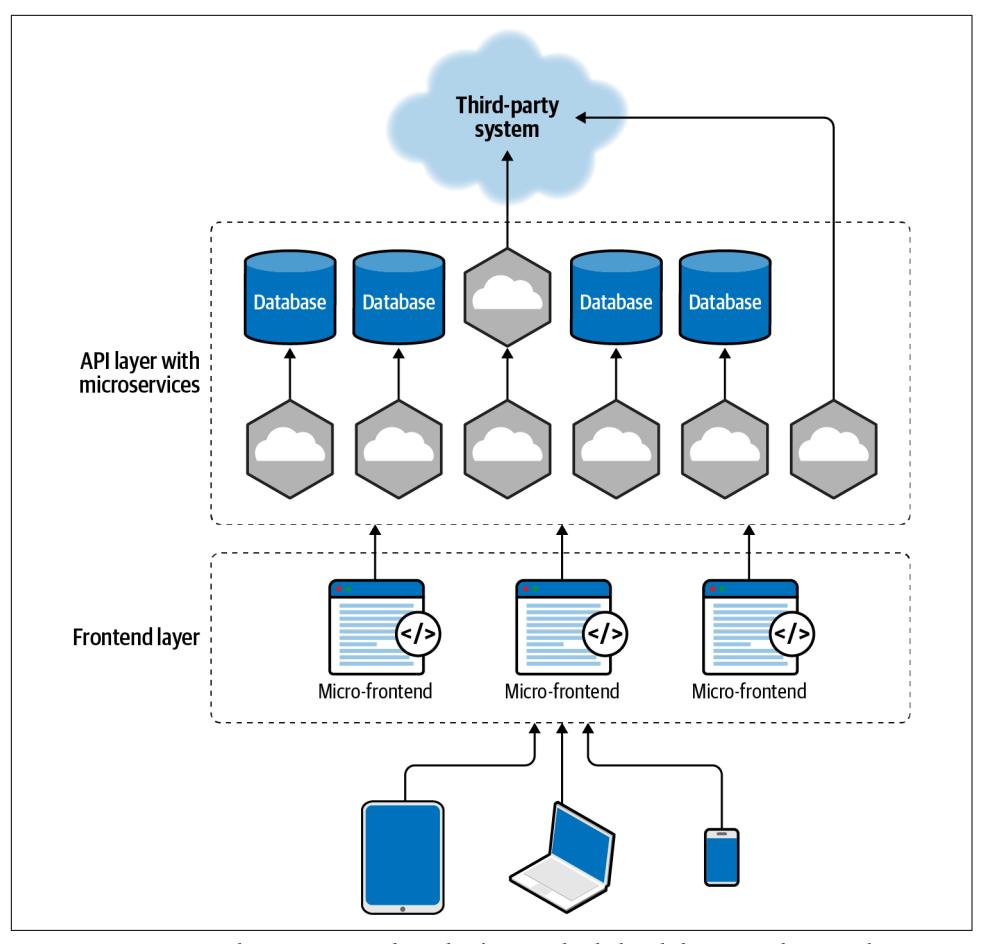 Third-party
system
Database
Database
Database
Database
API layer with
microservices
</>
</>
</>
Frontend layer
Micro-frontend
Micro-frontend
Micro-frontend